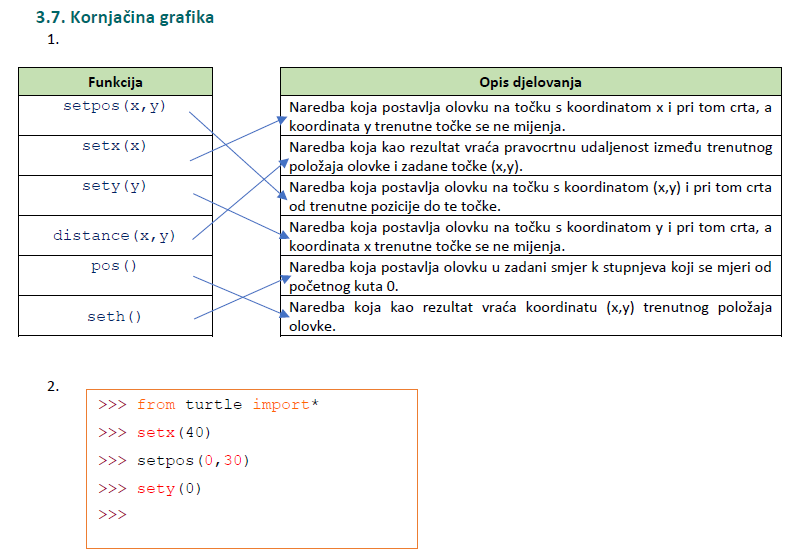 3.7. Kornjačina grafika
1.
Funkcija
Opis djelovanja
setpos(x,y)
Naredba koja postavlja olovku na točku s koordinatom x i pri tom crta, a
koordinata y trenutne točke se ne mijenja.
setx(x)
Naredba koja kao rezultat vraća pravocrtnu udaljenost između trenutnog
položaja olovke i zadane točke (x,y).
sety(y)
Naredba koja postavlja olovku na točku s koordinatom (x,y) i pri tom crta
od trenutne pozicije do te točke.
distance(x,y)
Naredba koja postavlja olovku na točku s koordinatom y i pri tom crta, a
koordinata x trenutne točke se ne mijenja.
pos()
Naredba koja postavlja olovku u zadani smjer k stupnjeva koji se mjeri od
početnog kuta 0.
seth()
Naredba koja kao rezultat vraća koordinatu (x,y) trenutnog položaja
olovke.
2.
>>> from turtle import*
>>> setx(40)
>>> setpos(0,30)
>>> sety(0)
>>>